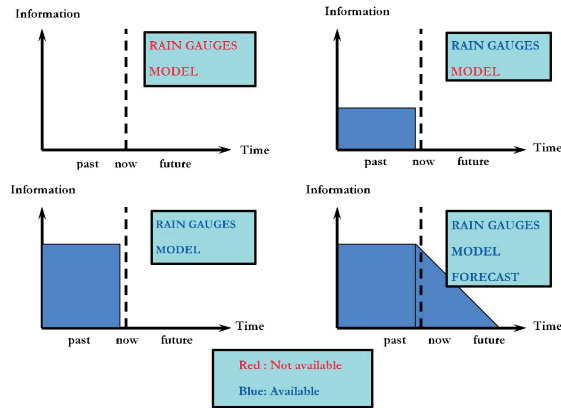 Information
RAIN GAUGES
MODEL
Time
past now future
Information
RAIN GAUGES
MODEL
Time
past now future
Information
RAIN GAUGES
MODEL
Time
past now future
Information
RAIN GAUGES
MODEL
FORECAST
Time
past now future
Red : Not available
Blue: Available